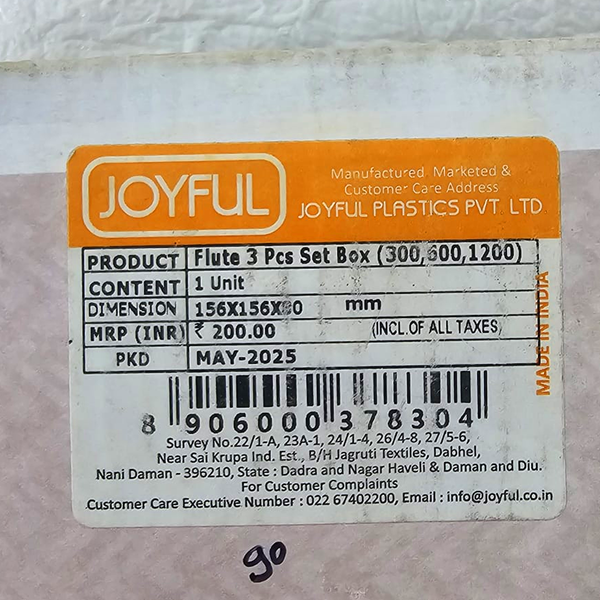 JOYFUL
Manufactured Marketed &
Customer Care Address
JOYFUL PLASTICS PVT LTD
PRODUCT Flute 3 Pcs Set Box (300,600,1200)
CONTENT 1 Unit
DIMENSION 156X156X mm
MRP (INR) ₹ 200.00 (INCL.OF ALL TAXES)
PKD MAY-2025
MADE IN INDIA
8 906000 378304
Survey No.22/1-A, 23A-1, 24/1-4, 26/4-8, 27/5-6,
Near Sai Krupa Ind. Est., B/H Jagruti Textiles, Dabhel,
Nani Daman - 396210, State : Dadra and Nagar Haveli & Daman and Diu.
For Customer Complaints
Customer Care Executive Number : 022 67402200, Email : info@joyful.co.in
90